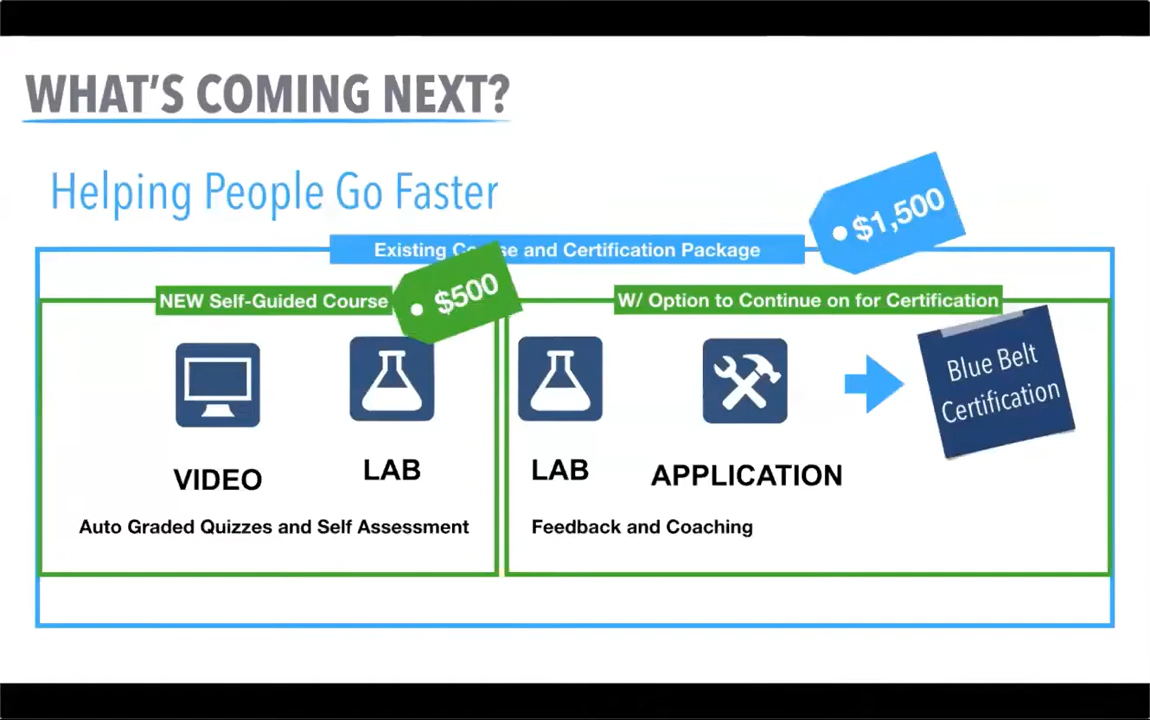 WHAT'S COMING NEXT?
Helping People Go Faster
$1,500
Existing Co se and Certification Package
$500
NEW Self-Guided Course
W/ Option to Continue on for Certification
Blue Belt
Certification
VIDEO
LAB
LAB
APPLICATION
Auto Graded Quizzes and Self Assessment
Feedback and Coaching